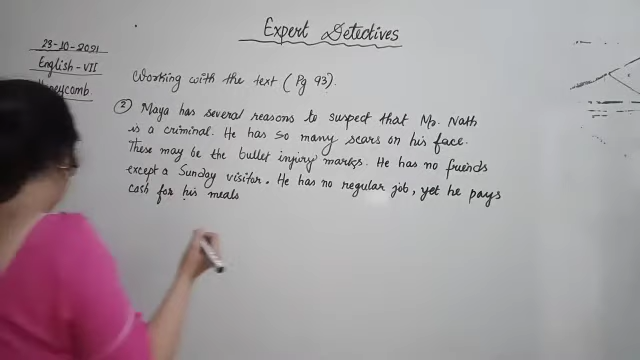 Expert Detectives
23-10-2021
English - VII
Working with the text (Pg 93).
② Maya has several reasons to suspect that Mr. Nath
is a criminal. He has so many scars on his face.
These may be the bullet injury marks. He has no friends
except a Sunday visitor. He has no regular job, yet he pays
cash for his meals